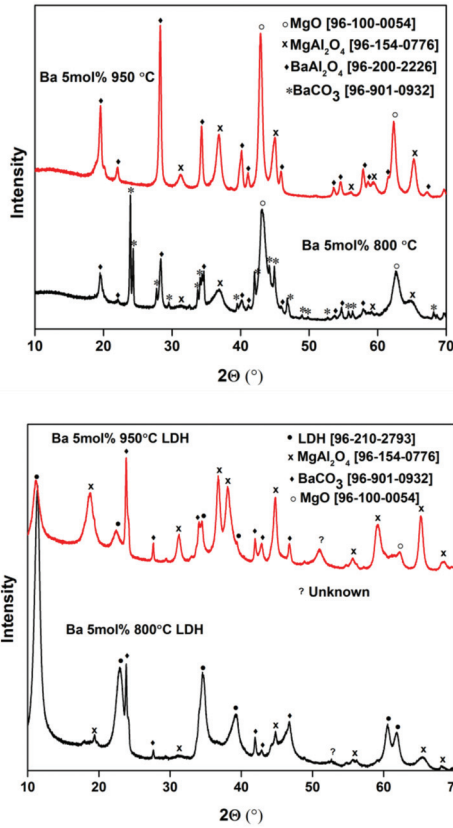 ○ MgO [96-100-0054]
x MgAl₂O₄ [96-154-0776]
♦ BaAl₂O₄ [96-200-2226]
* BaCO₃ [96-901-0932]
Ba 5mol% 950 °C
Ba 5mol% 800 °C
Intensity
10 20 30 40 50 60 70
2Θ (°)
Ba 5mol% 950°C LDH
• LDH [96-210-2793]
x MgAl₂O₄ [96-154-0776]
♦ BaCO₃ [96-901-0932]
○ MgO [96-100-0054]
? Unknown
Ba 5mol% 800°C LDH
Intensity
10 20 30 40 50 60 70
2Θ (°)